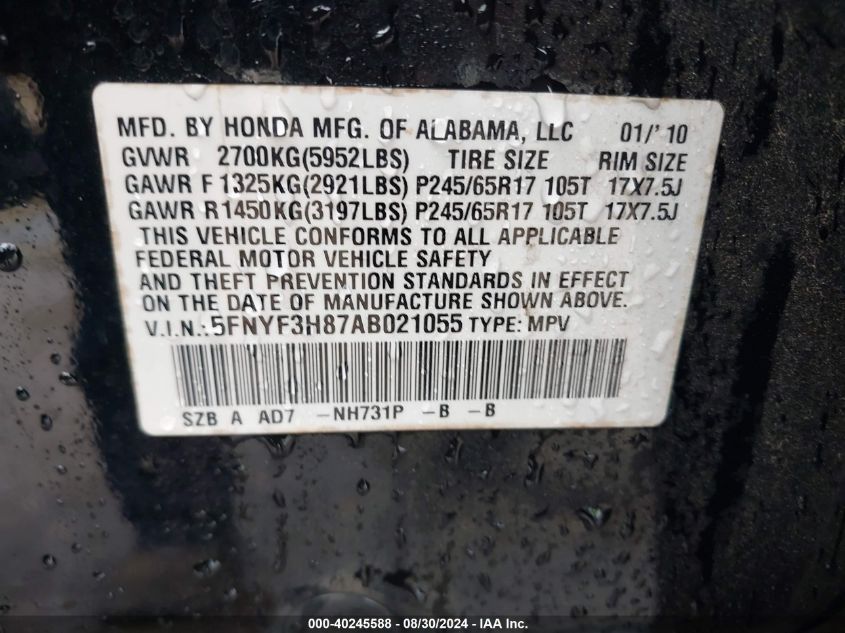 MFD. BY HONDA MFG. OF ALABAMA, LLC 01/'10
GVWR 2700KG(5952LBS) TIRE SIZE RIM SIZE
GAWR F 1325KG(2921LBS) P245/65R17 105T 17X7.5J
GAWR R1450KG(3197LBS) P245/65R17 105T 17X7.5J
THIS VEHICLE CONFORMS TO ALL APPLICABLE
FEDERAL MOTOR VEHICLE SAFETY
AND THEFT PREVENTION STANDARDS IN EFFECT
ON THE DATE OF MANUFACTURE SHOWN ABOVE.
V.I.N.:5FNYF3H87AB021055 TYPE: MPV
SZB A AD7 -NH731P -B -B
000-40245588 - 08/30/2024 - IAA Inc.